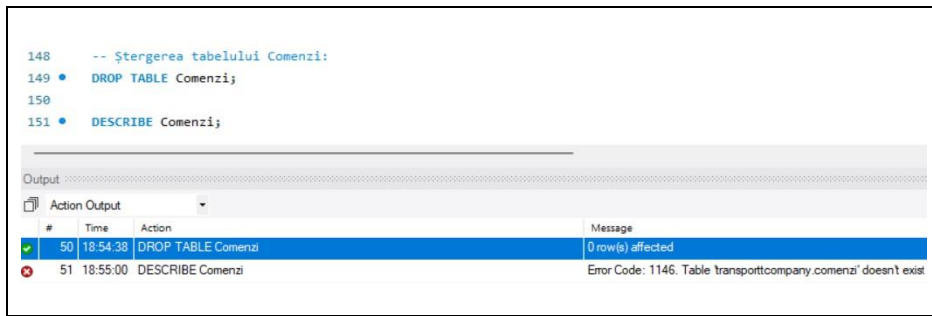 148 -- Ștergerea tabelului Comenzi:
149 DROP TABLE Comenzi;
150
151 DESCRIBE Comenzi;
Output
Action Output
# Time Action Message
50 18:54:38 DROP TABLE Comenzi 0 row(s) affected
51 18:55:00 DESCRIBE Comenzi Error Code: 1146. Table 'transporttcompany.comenzi' doesn't exist